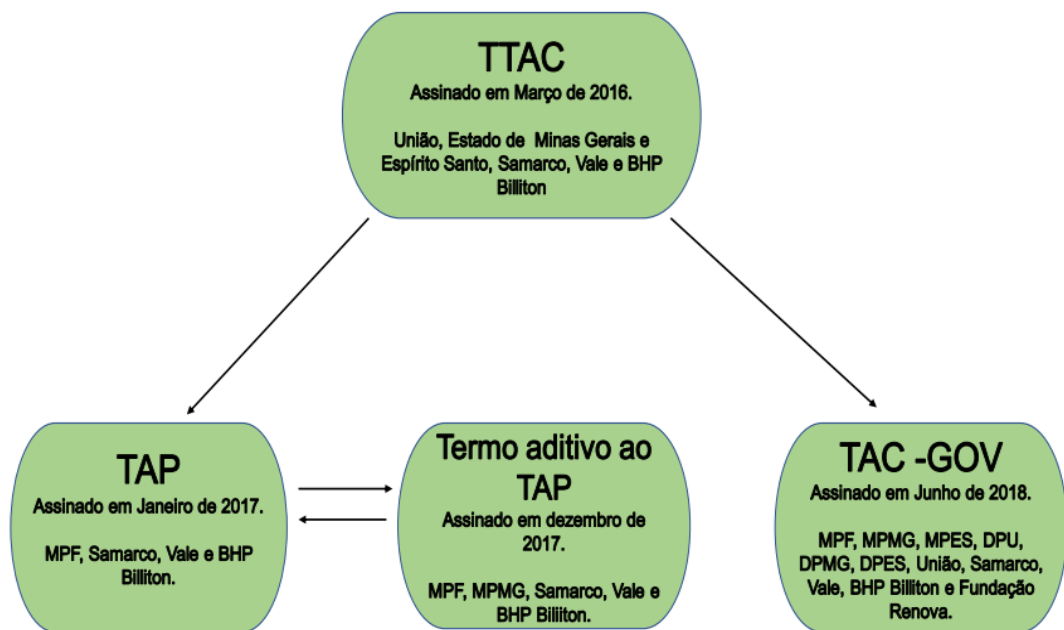 TTAC
Assinado em Março de 2016.
União, Estado de Minas Gerais e
Espírito Santo, Samarco, Vale e BHP
Billiton
TAP
Assinado em Janeiro de 2017.
MPF, Samarco, Vale e BHP
Billiton.
Termo aditivo ao
TAP
Assinado em dezembro de
2017.
MPF, MPMG, Samarco, Vale e
BHP Biliiton.
TAC -GOV
Assinado em Junho de 2018.
MPF, MPMG, MPES, DPU,
DPMG, DPES, União, Samarco,
Vale, BHP Billiton e Fundação
Renova.